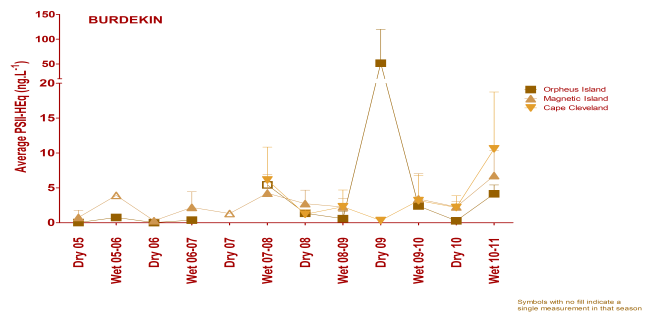 BURDEKIN
Average PSII-HEq (ng.L-1)
150
100
50
20
15
10
5
0
Dry 05
Wet 05-06
Dry 06
Wet 06-07
Dry 07
Wet 07-08
Dry 08
Wet 08-09
Dry 09
Wet 09-10
Dry 10
Wet 10-11
Orpheus Island
Magnetic Island
Cape Cleveland
Symbols with no fill indicate a
single measurement in that season